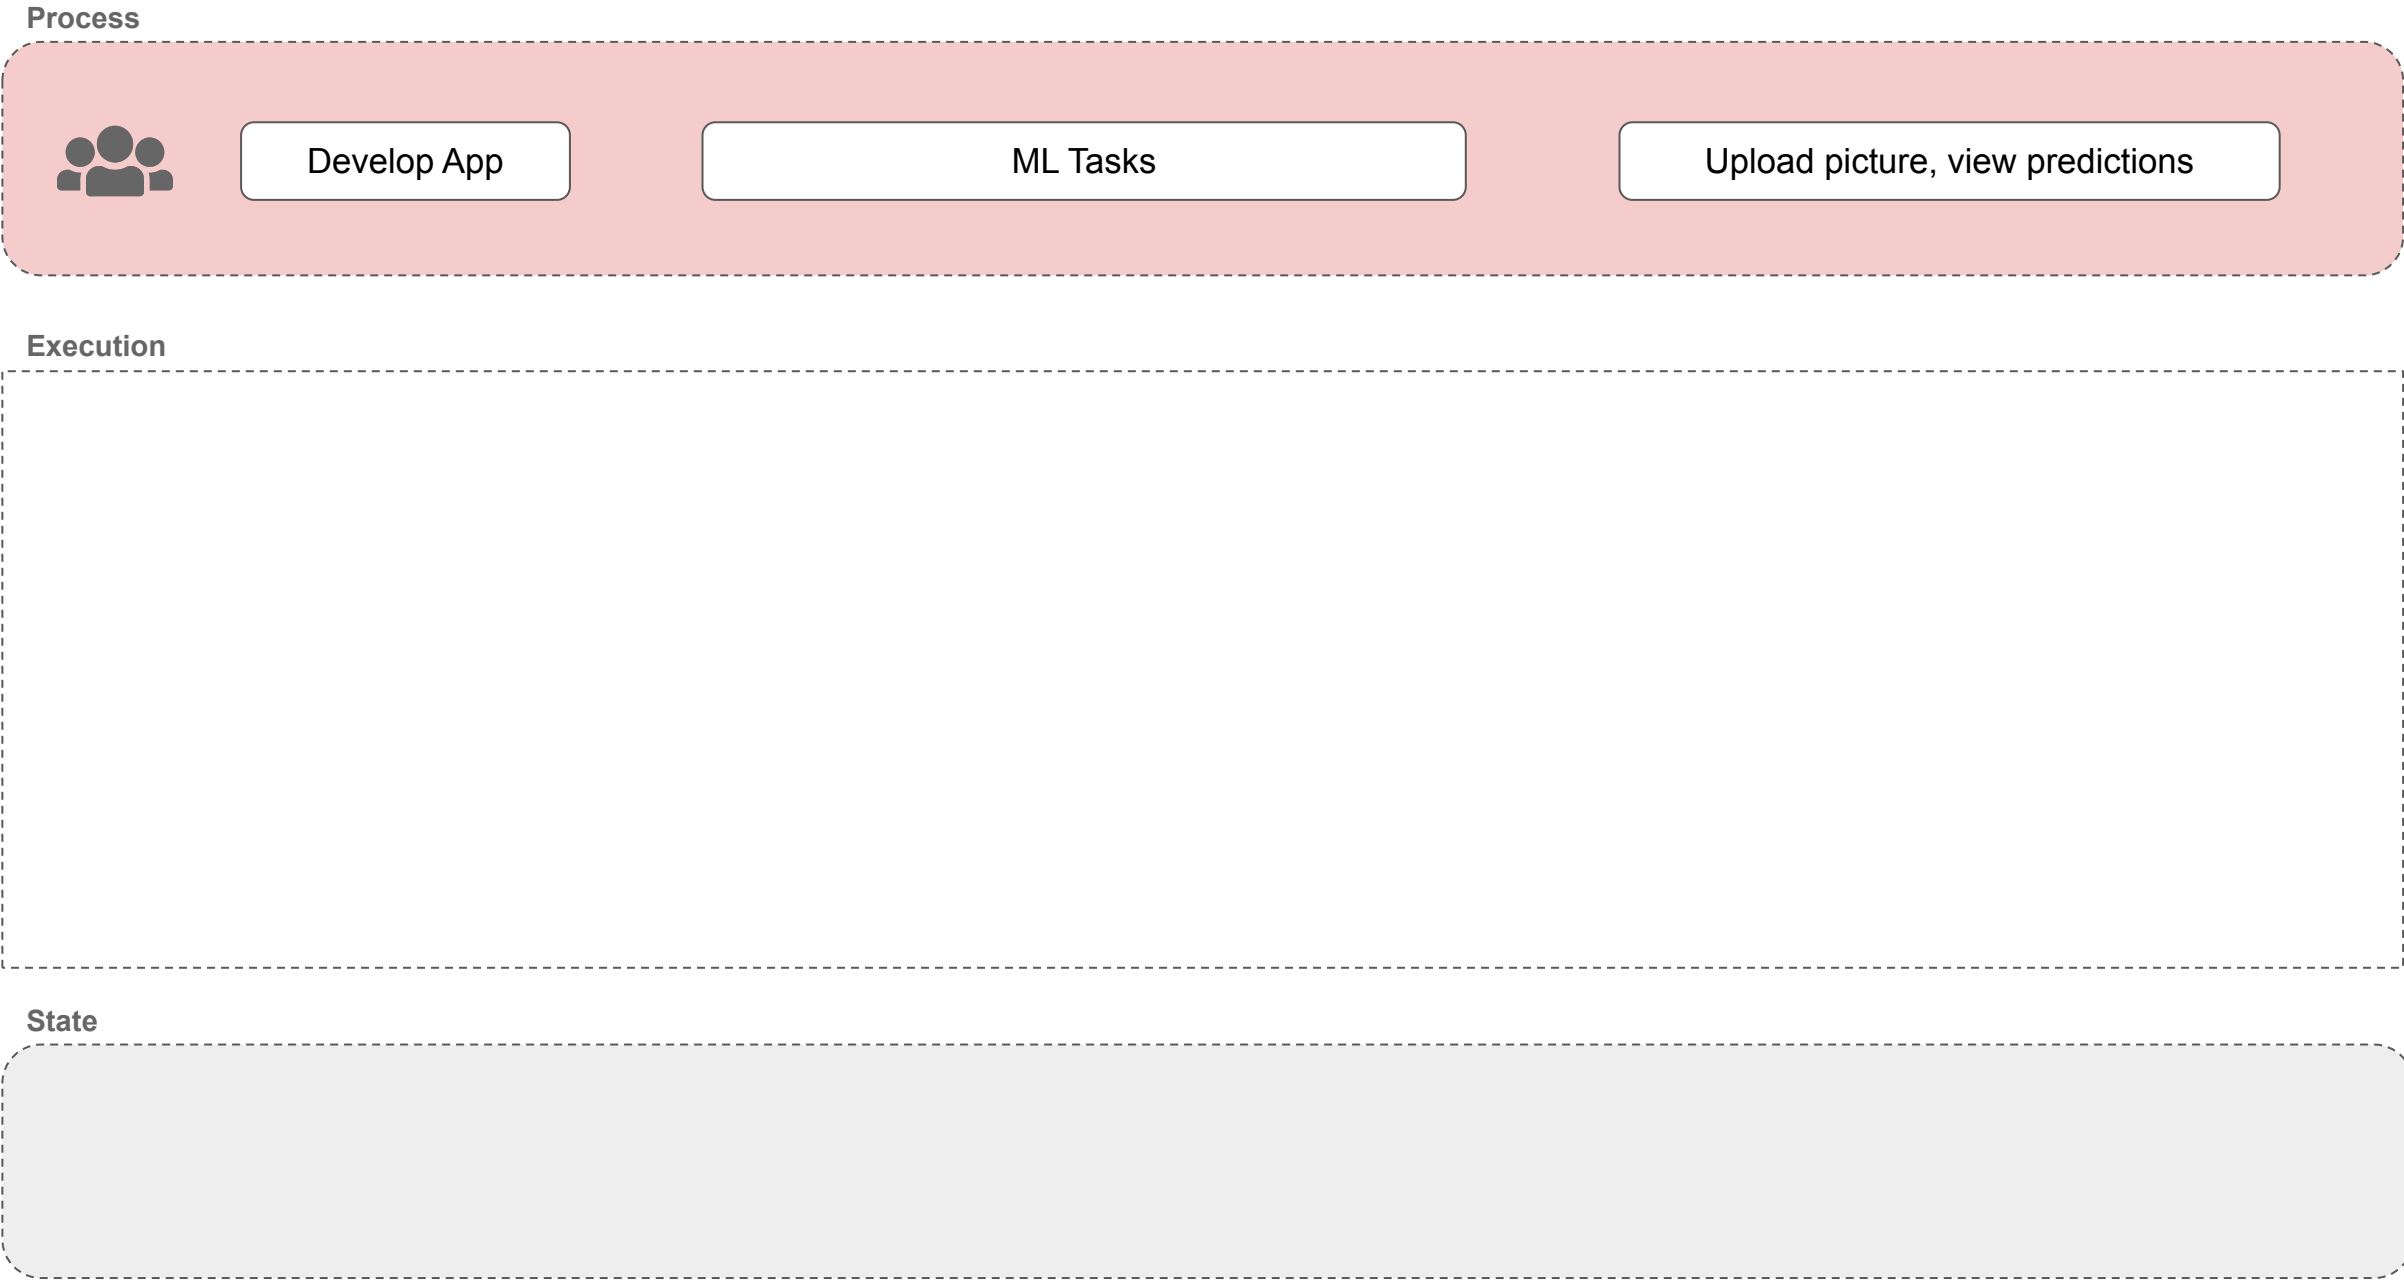 Process
Develop App
ML Tasks
Upload picture, view predictions
Execution
State